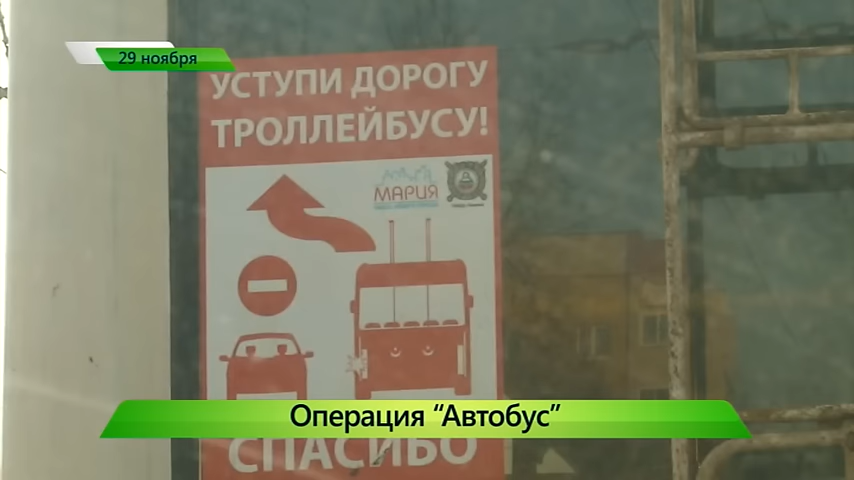 29 ноября
УСТУПИ ДОРОГУ
ТРОЛЛЕЙБУСУ!
МАРИЯ
Операция “Автобус”
СПАСИБО